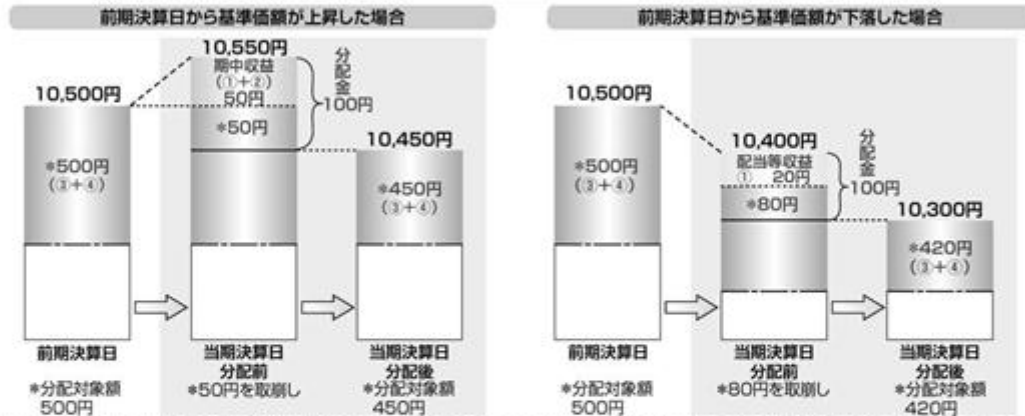 前期決算日から基準価額が上昇した場合
10,550円
期中収益
(①+②)
50円
*50円
分配金
100円
10,500円
*500円
(③+④)
10,450円
*450円
(③+④)
前期決算日
*分配対象額
500円
当期決算日
分配前
*50円を取崩し
当期決算日
分配後
*分配対象額
450円
前期決算日から基準価額が下落した場合
10,500円
*500円
(③+④)
10,400円
配当等収益
① 20円
*80円
分配金
100円
10,300円
*420円
(③+④)
前期決算日
*分配対象額
500円
当期決算日
分配前
*80円を取崩し
当期決算日
分配後
*分配対象額
420円